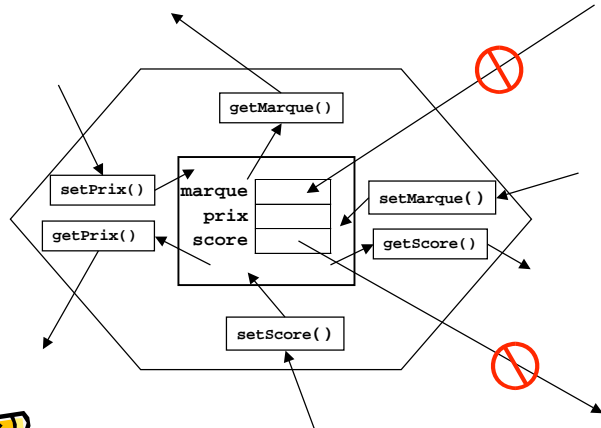 getMarque()
setPrix()
marque
setMarque()
prix
getPrix()
score
getScore()
setScore()